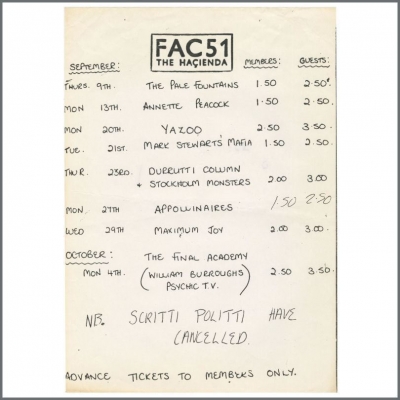 FAC51
THE HAÇIENDA
SEPTEMBER: MEMBERS: GUESTS:
THURS. 9TH. THE PALE FOUNTAINS 1.50 2.50.
MON 13TH. ANNETTE PEACOCK 1.50 2.50.
MON 20TH. YAZOO 2.50 3.50.
TUE. 21ST. MARK STEWART'S MAFIA 1.50 2.50.
THUR. 23RD. DURRUTTI COLUMN
+ STOCKHOLM MONSTERS 2.00 3.00
MON. 27TH APPOLLINAIRES 1.50 2.50
WED 29TH MAXIMUM JOY 2.00 3.00.
OCTOBER: THE FINAL ACADEMY
MON 4TH. (WILLIAM BURROUGHS 2.50 3.50.
PSYCHIC T.V.)
NB. SCRITTI POLITTI HAVE
CANCELLED.
ADVANCE TICKETS TO MEMBERS ONLY.